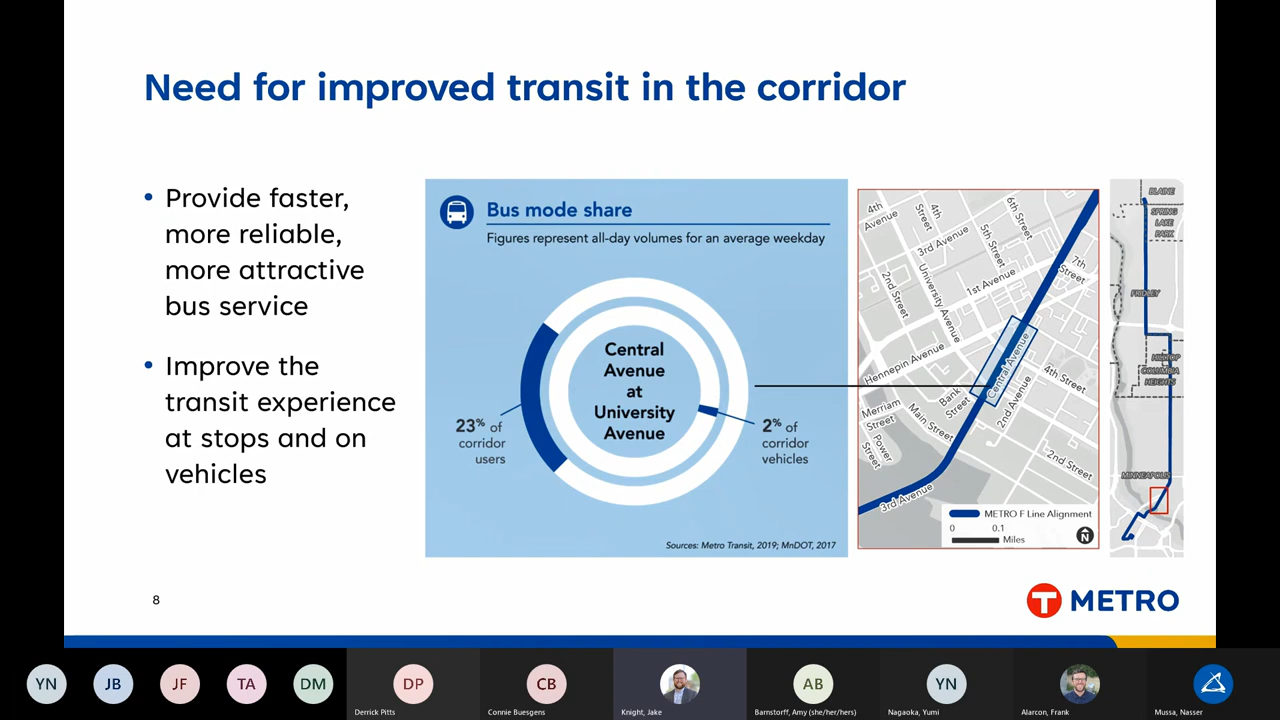 Need for improved transit in the corridor
• Provide faster,
more reliable,
more attractive
bus service
• Improve the
transit experience
at stops and on
vehicles
Bus mode share
Figures represent all-day volumes for an average weekday
Central
Avenue
at
University
Avenue
23% of
corridor
users
2% of
corridor
vehicles
Sources: Metro Transit, 2019; MnDOT, 2017
4th
Avenue
4th
Street
6th Street
3rd Avenue
5th Street
7th
Street
2nd Street
University Avenue
1st Avenue
Hennepin Avenue
Central Avenue
4th Street
Bank
Street
2nd Avenue
Merriam
Street
Main Street
Power
Street
2nd Street
3rd Avenue
METRO F Line Alignment
0 0.1
Miles
N
BLAINE
SPRING
LAKE
PARK
FRIDLEY
HILLTOP
COLUMBIA
HEIGHTS
MINNEAPOLIS
8
T METRO
YN
JB
JF
TA
DM
DP
Derrick Pitts
CB
Connie Buesgens
Knight, Jake
AB
Barnstorff, Amy (she/her/hers)
YN
Nagaoka, Yumi
Alarcon, Frank
Mussa, Nasser